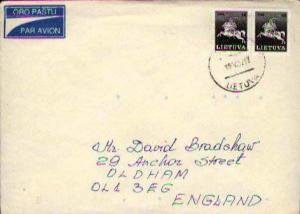 ORO PAŠTU
PAR AVION
LIETUVA
LIETUVA
LIETUVA
Mr. David Bradshaw
29 Anchor Street
OLDHAM
OL1 3EG
ENGLAND